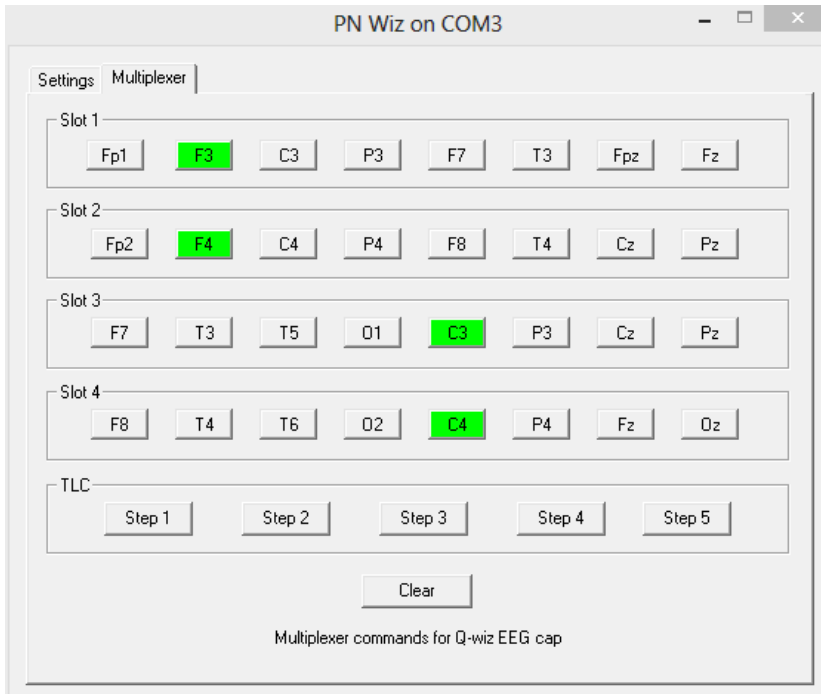 PN Wiz on COM3
Settings Multiplexer
Slot 1
Fp1 F3 C3 P3 F7 T3 Fpz Fz
Slot 2
Fp2 F4 C4 P4 F8 T4 Cz Pz
Slot 3
F7 T3 T5 O1 C3 P3 Cz Pz
Slot 4
F8 T4 T6 O2 C4 P4 Fz Oz
TLC
Step 1 Step 2 Step 3 Step 4 Step 5
Clear
Multiplexer commands for Q-wiz EEG cap